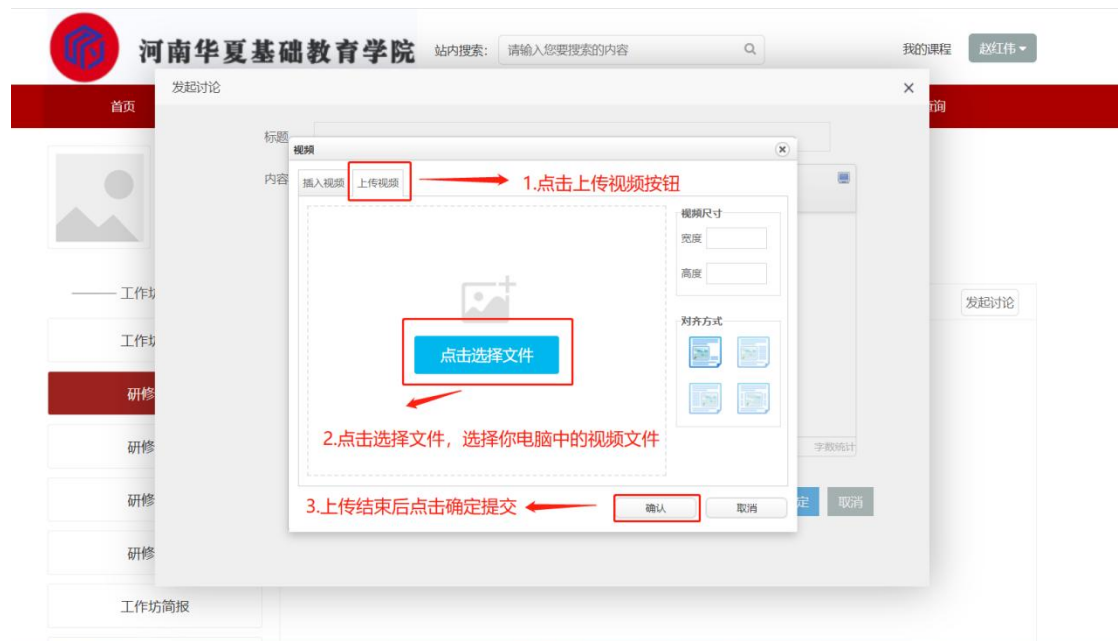 河南华夏基础教育学院 站内搜索： 请输入您要搜索的内容 我的课程 赵红伟
发起讨论
首页 询
标题
视频
内容 插入视频 上传视频 1.点击上传视频按钮
视频尺寸
宽度
高度
工作坊 发起讨论
对齐方式
工作坊
点击选择文件
研修
2.点击选择文件，选择你电脑中的视频文件
研修 字数统计
研修 3.上传结束后点击确定提交 确认 取消 定 取消
研修
工作坊简报